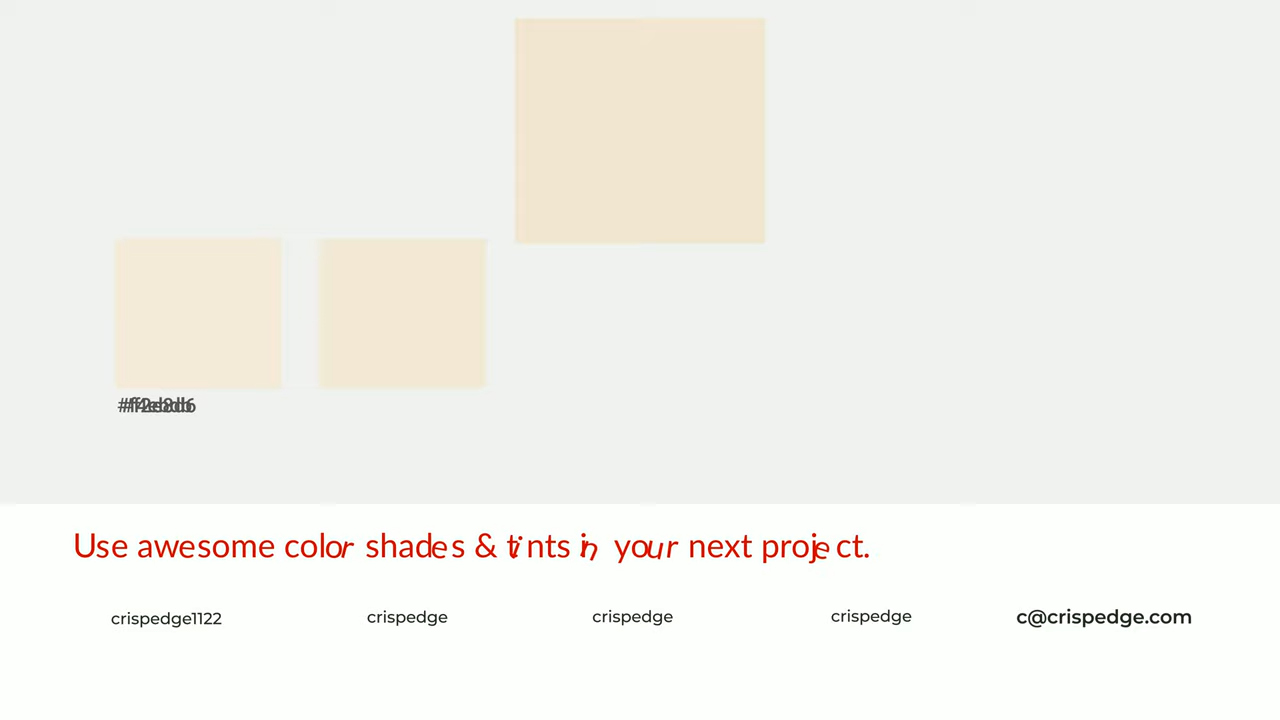 Use awesome color shades & tints in your next project.
crispedge1122 crispedge crispedge crispedge c@crispedge.com